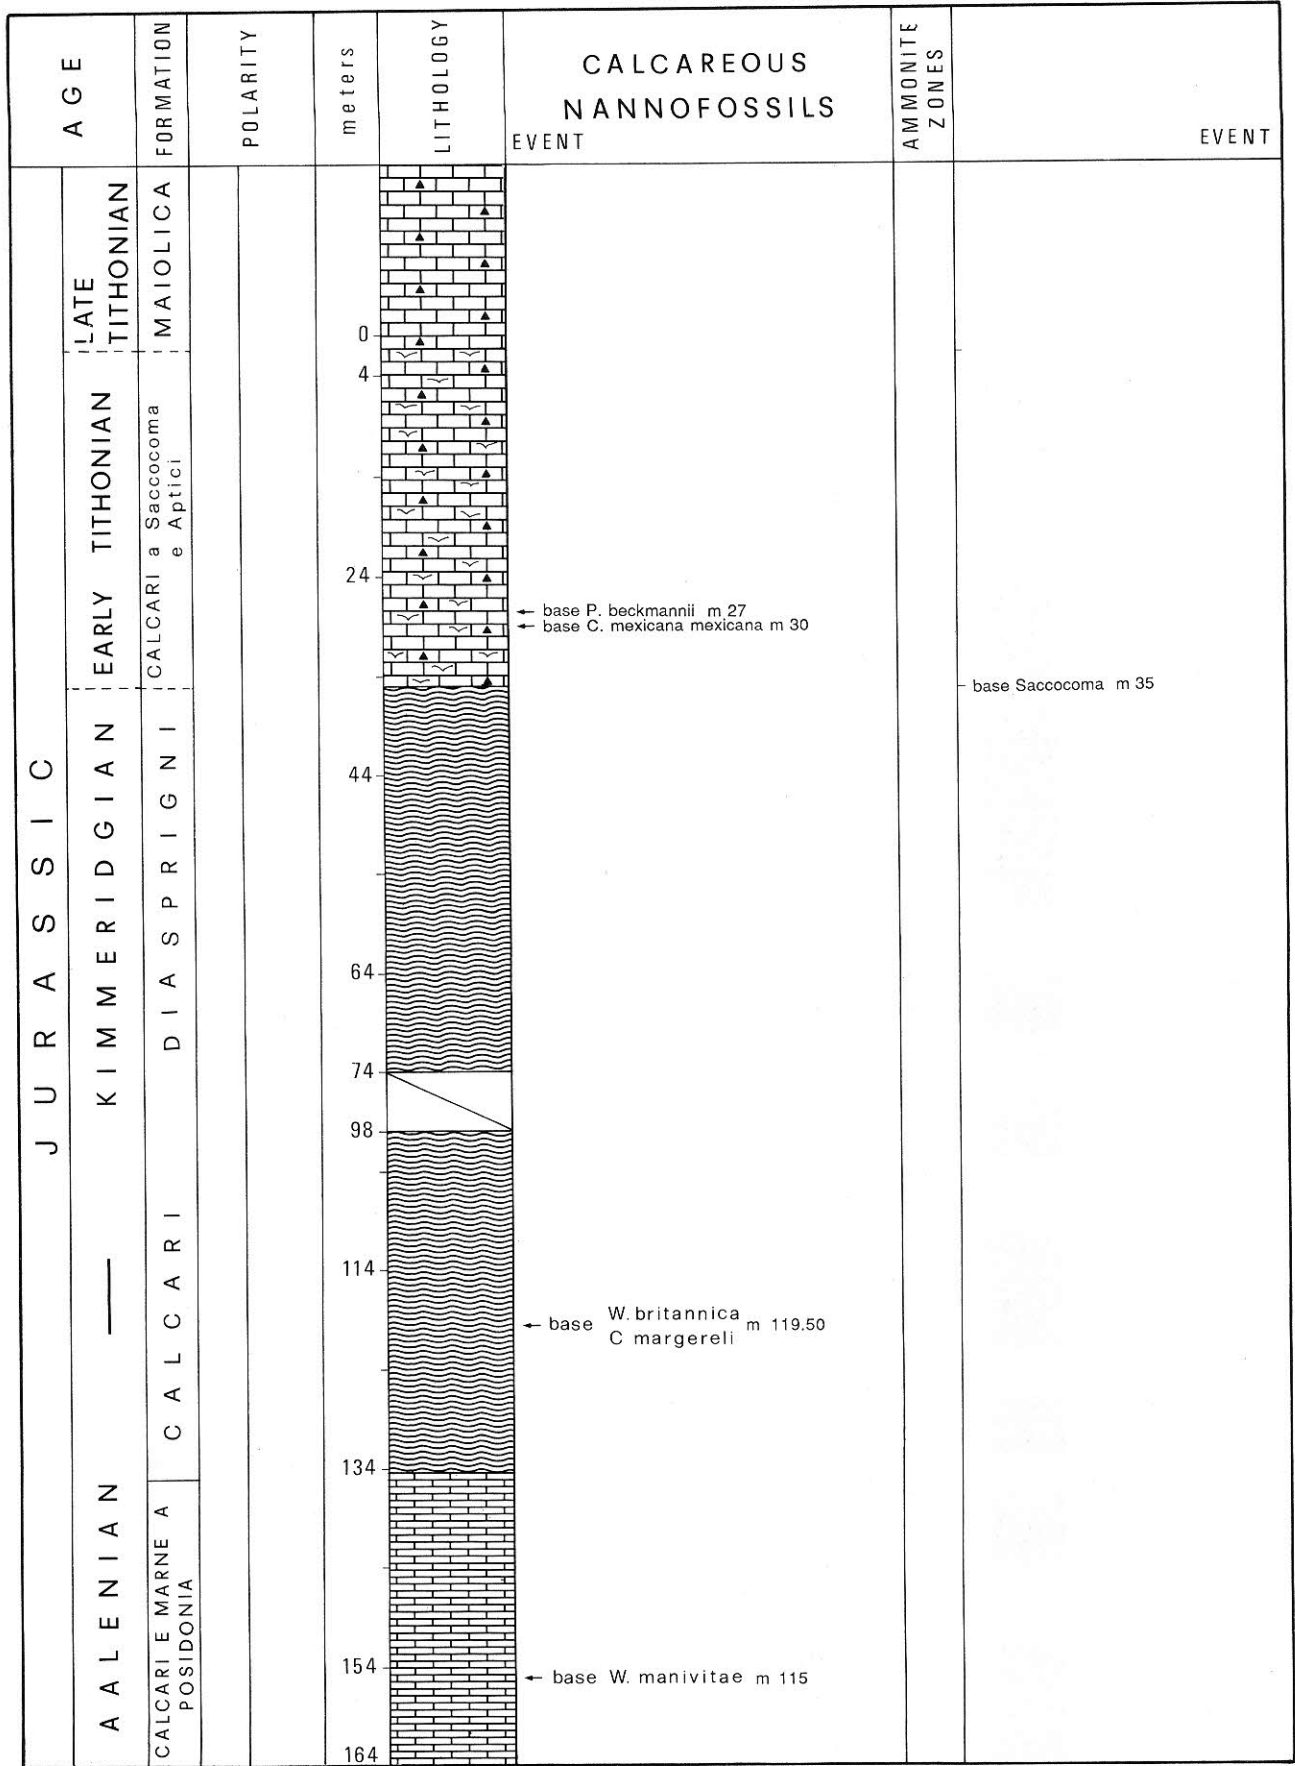 AGE
FORMATION
POLARITY
meters
LITHOLOGY
CALCAREOUS
NANNOFOSSILS
EVENT
AMMONITE
ZONES
EVENT
JURASSIC
LATE
TITHONIAN
EARLY TITHONIAN
KIMMERIDGIAN — AALENIAN
MAIOLICA
CALCARI a Saccocoma
e Aptici
CALCARI DIASPRIGNI
CALCARI E MARNE A
POSIDONIA
0
4
24
44
64
74
98
114
134
154
164
base P. beckmannii m 27
base C. mexicana mexicana m 30
base Saccocoma m 35
base W. britannica m 119.50
C margereli
base W. manivitae m 115